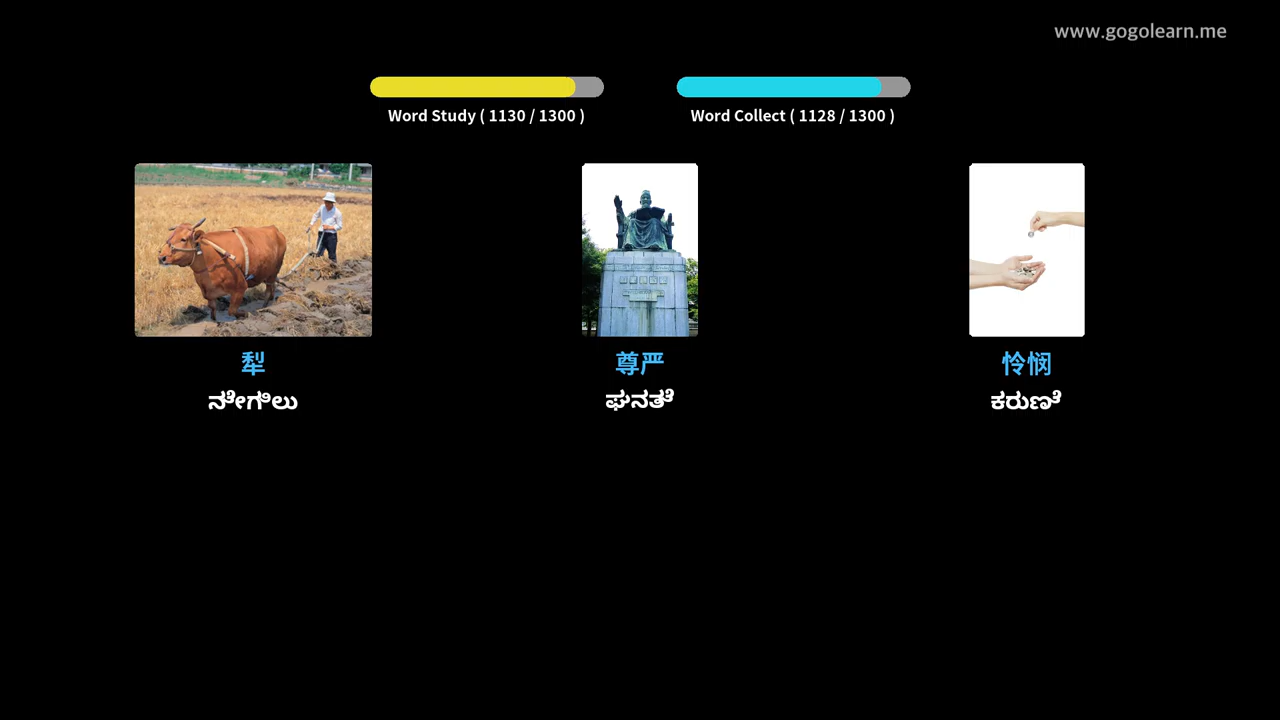 www.gogolearn.me
Word Study ( 1130 / 1300 )
Word Collect ( 1128 / 1300 )
犁
尊严
怜悯
ನೇಗಿಲು
ಘನತೆ
ಕರುಣೆ